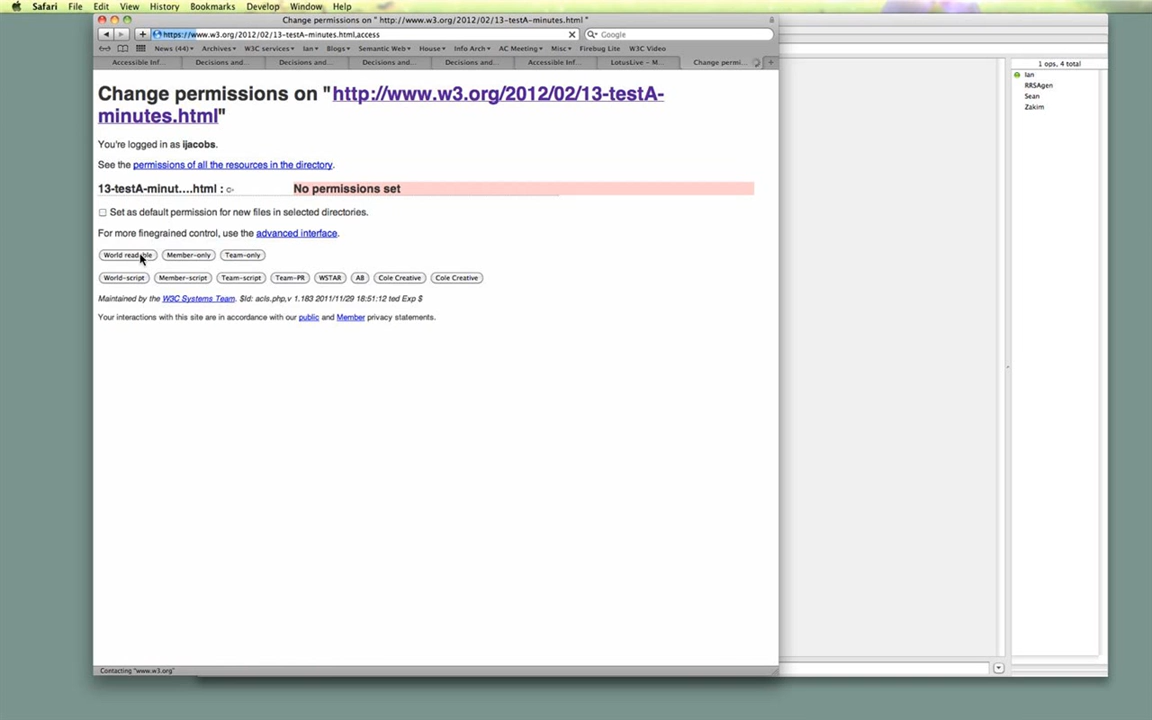 Safari File Edit View History Bookmarks Develop Window Help
Change permissions on " http://www.w3.org/2012/02/13-testA-minutes.html "
https://www.w3.org/2012/02/13-testA-minutes.html,access
Google
News (44) Archives W3C services Ian Blogs Semantic Web House Info Arch AC Meeting Misc Firebug Lite W3C Video
Accessible Inf... Decisions and... Decisions and... Decisions and... Decisions and... Accessible Inf... LotusLive – M... Change permi...
1 ops, 4 total
Ian
RRSAgen
Sean
Zakim
Change permissions on "http://www.w3.org/2012/02/13-testA-
minutes.html"
You're logged in as ijacobs.
See the permissions of all the resources in the directory.
13-testA-minut....html : No permissions set
Set as default permission for new files in selected directories.
For more finegrained control, use the advanced interface.
World readable Member-only Team-only
World-script Member-script Team-script Team-PR WSTAR AB Cole Creative Cole Creative
Maintained by the W3C Systems Team. $Id: acls.php,v 1.183 2011/11/29 18:51:12 ted Exp $
Your interactions with this site are in accordance with our public and Member privacy statements.
Contacting "www.w3.org"